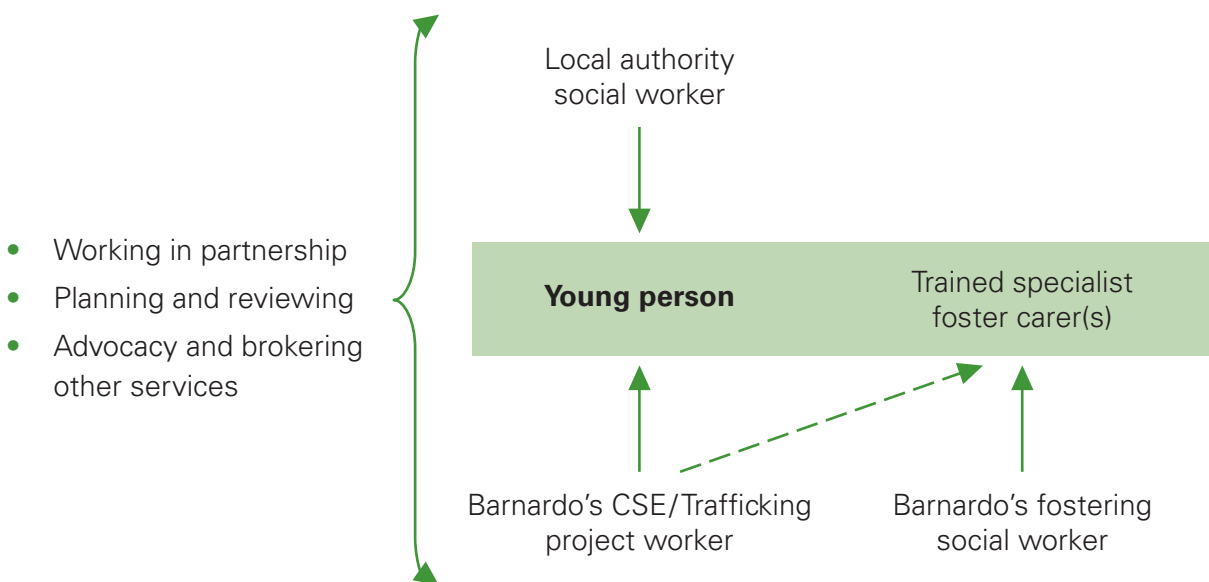 Local authority
social worker
• Working in partnership
• Planning and reviewing
• Advocacy and brokering
other services
Young person
Trained specialist
foster carer(s)
Barnardo's CSE/Trafficking
project worker
Barnardo's fostering
social worker